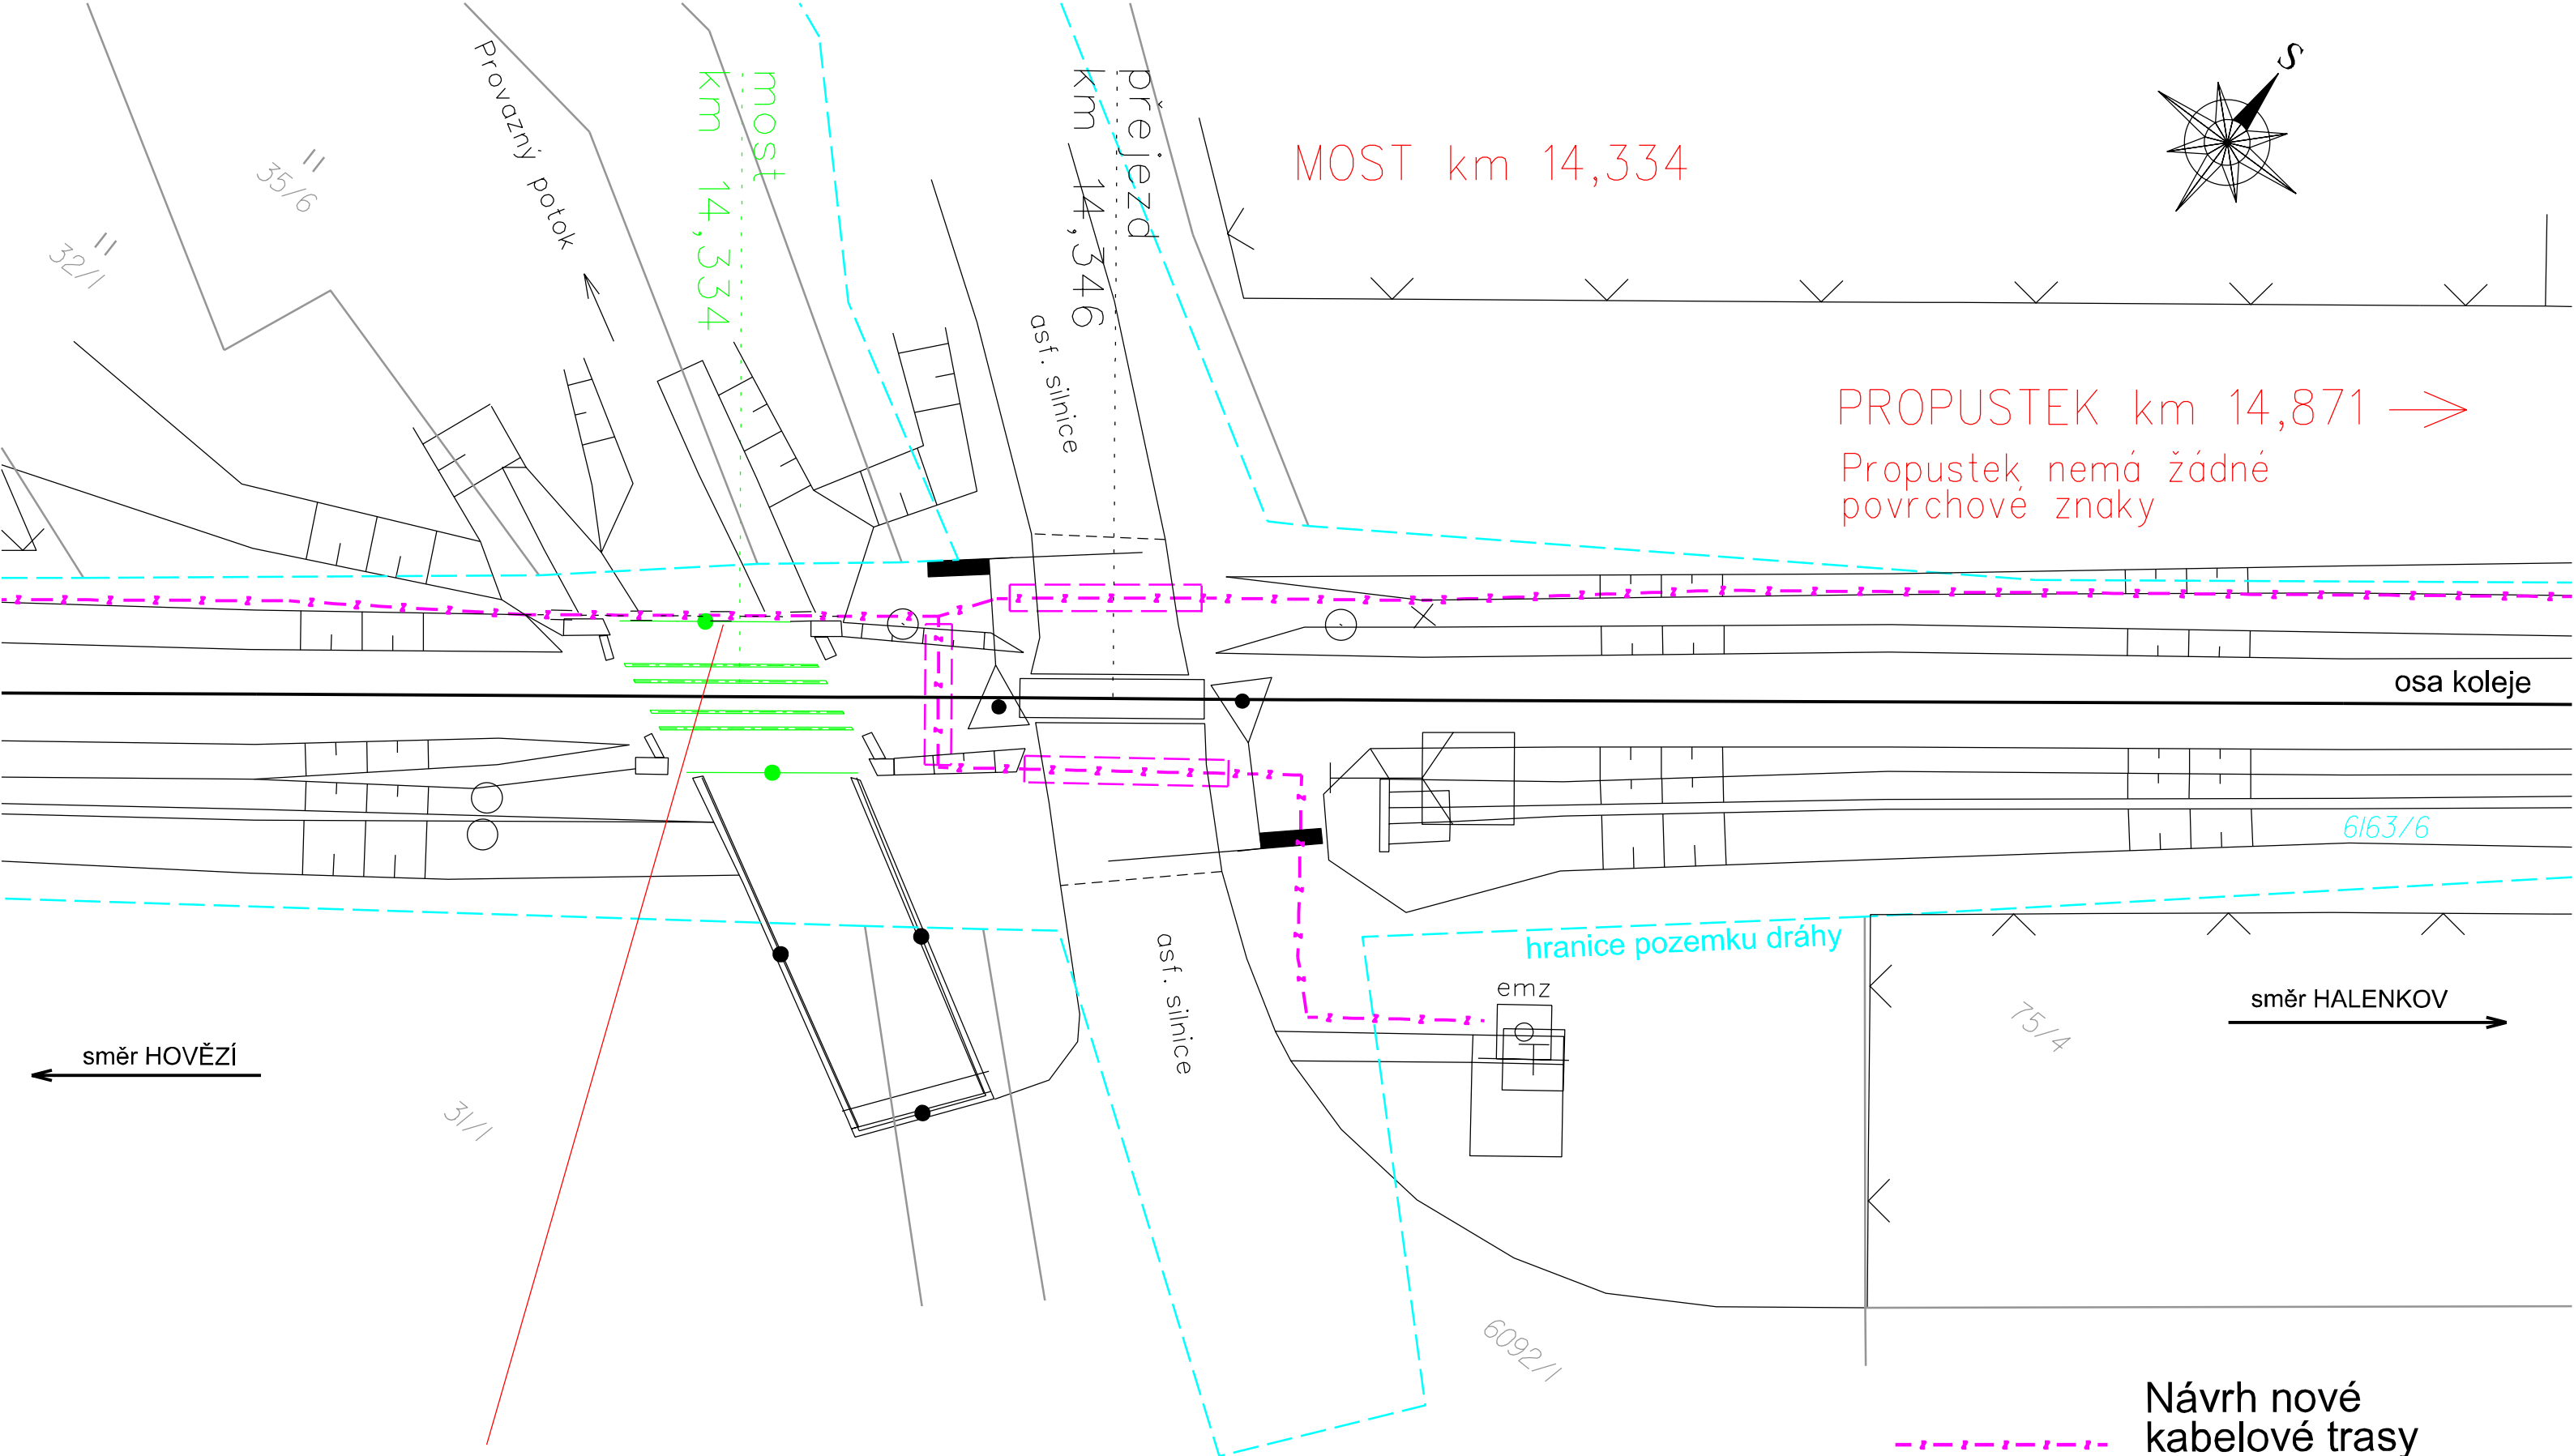 S
Provazný potok
most
km 14,334
přejezd
km 14,346
MOST km 14,334
35/6
32/1
asf. silnice
PROPUSTEK km 14,871
Propustek nemá žádné
povrchové znaky
osa koleje
6163/6
hranice pozemku dráhy
asf. silnice
emz
směr HALENKOV
75/4
směr HOVĚZÍ
31/1
6092/1
Návrh nové
kabelové trasy